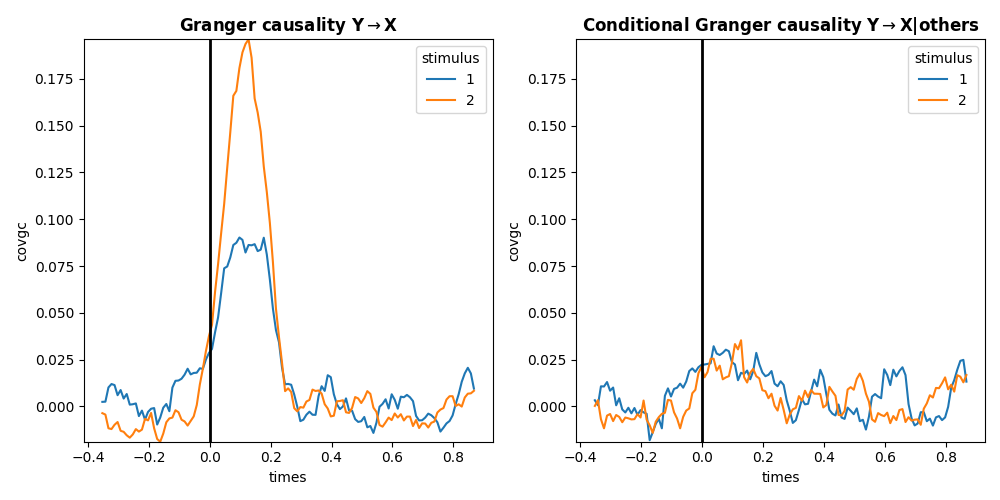 Granger causality Y→X
covgc
0.175
0.150
0.125
0.100
0.075
0.050
0.025
0.000
−0.4 −0.2 0.0 0.2 0.4 0.6 0.8
times
stimulus
1
2
Conditional Granger causality Y→X|others
covgc
0.175
0.150
0.125
0.100
0.075
0.050
0.025
0.000
−0.4 −0.2 0.0 0.2 0.4 0.6 0.8
times
stimulus
1
2